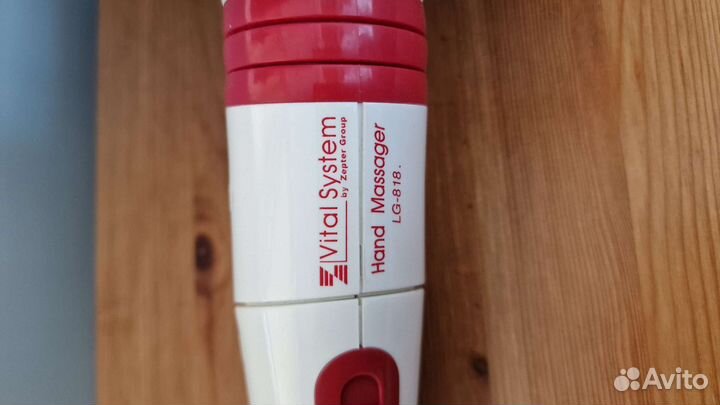 Vital System
by Zepter Group
Hand Massager
LG-818.
Avito